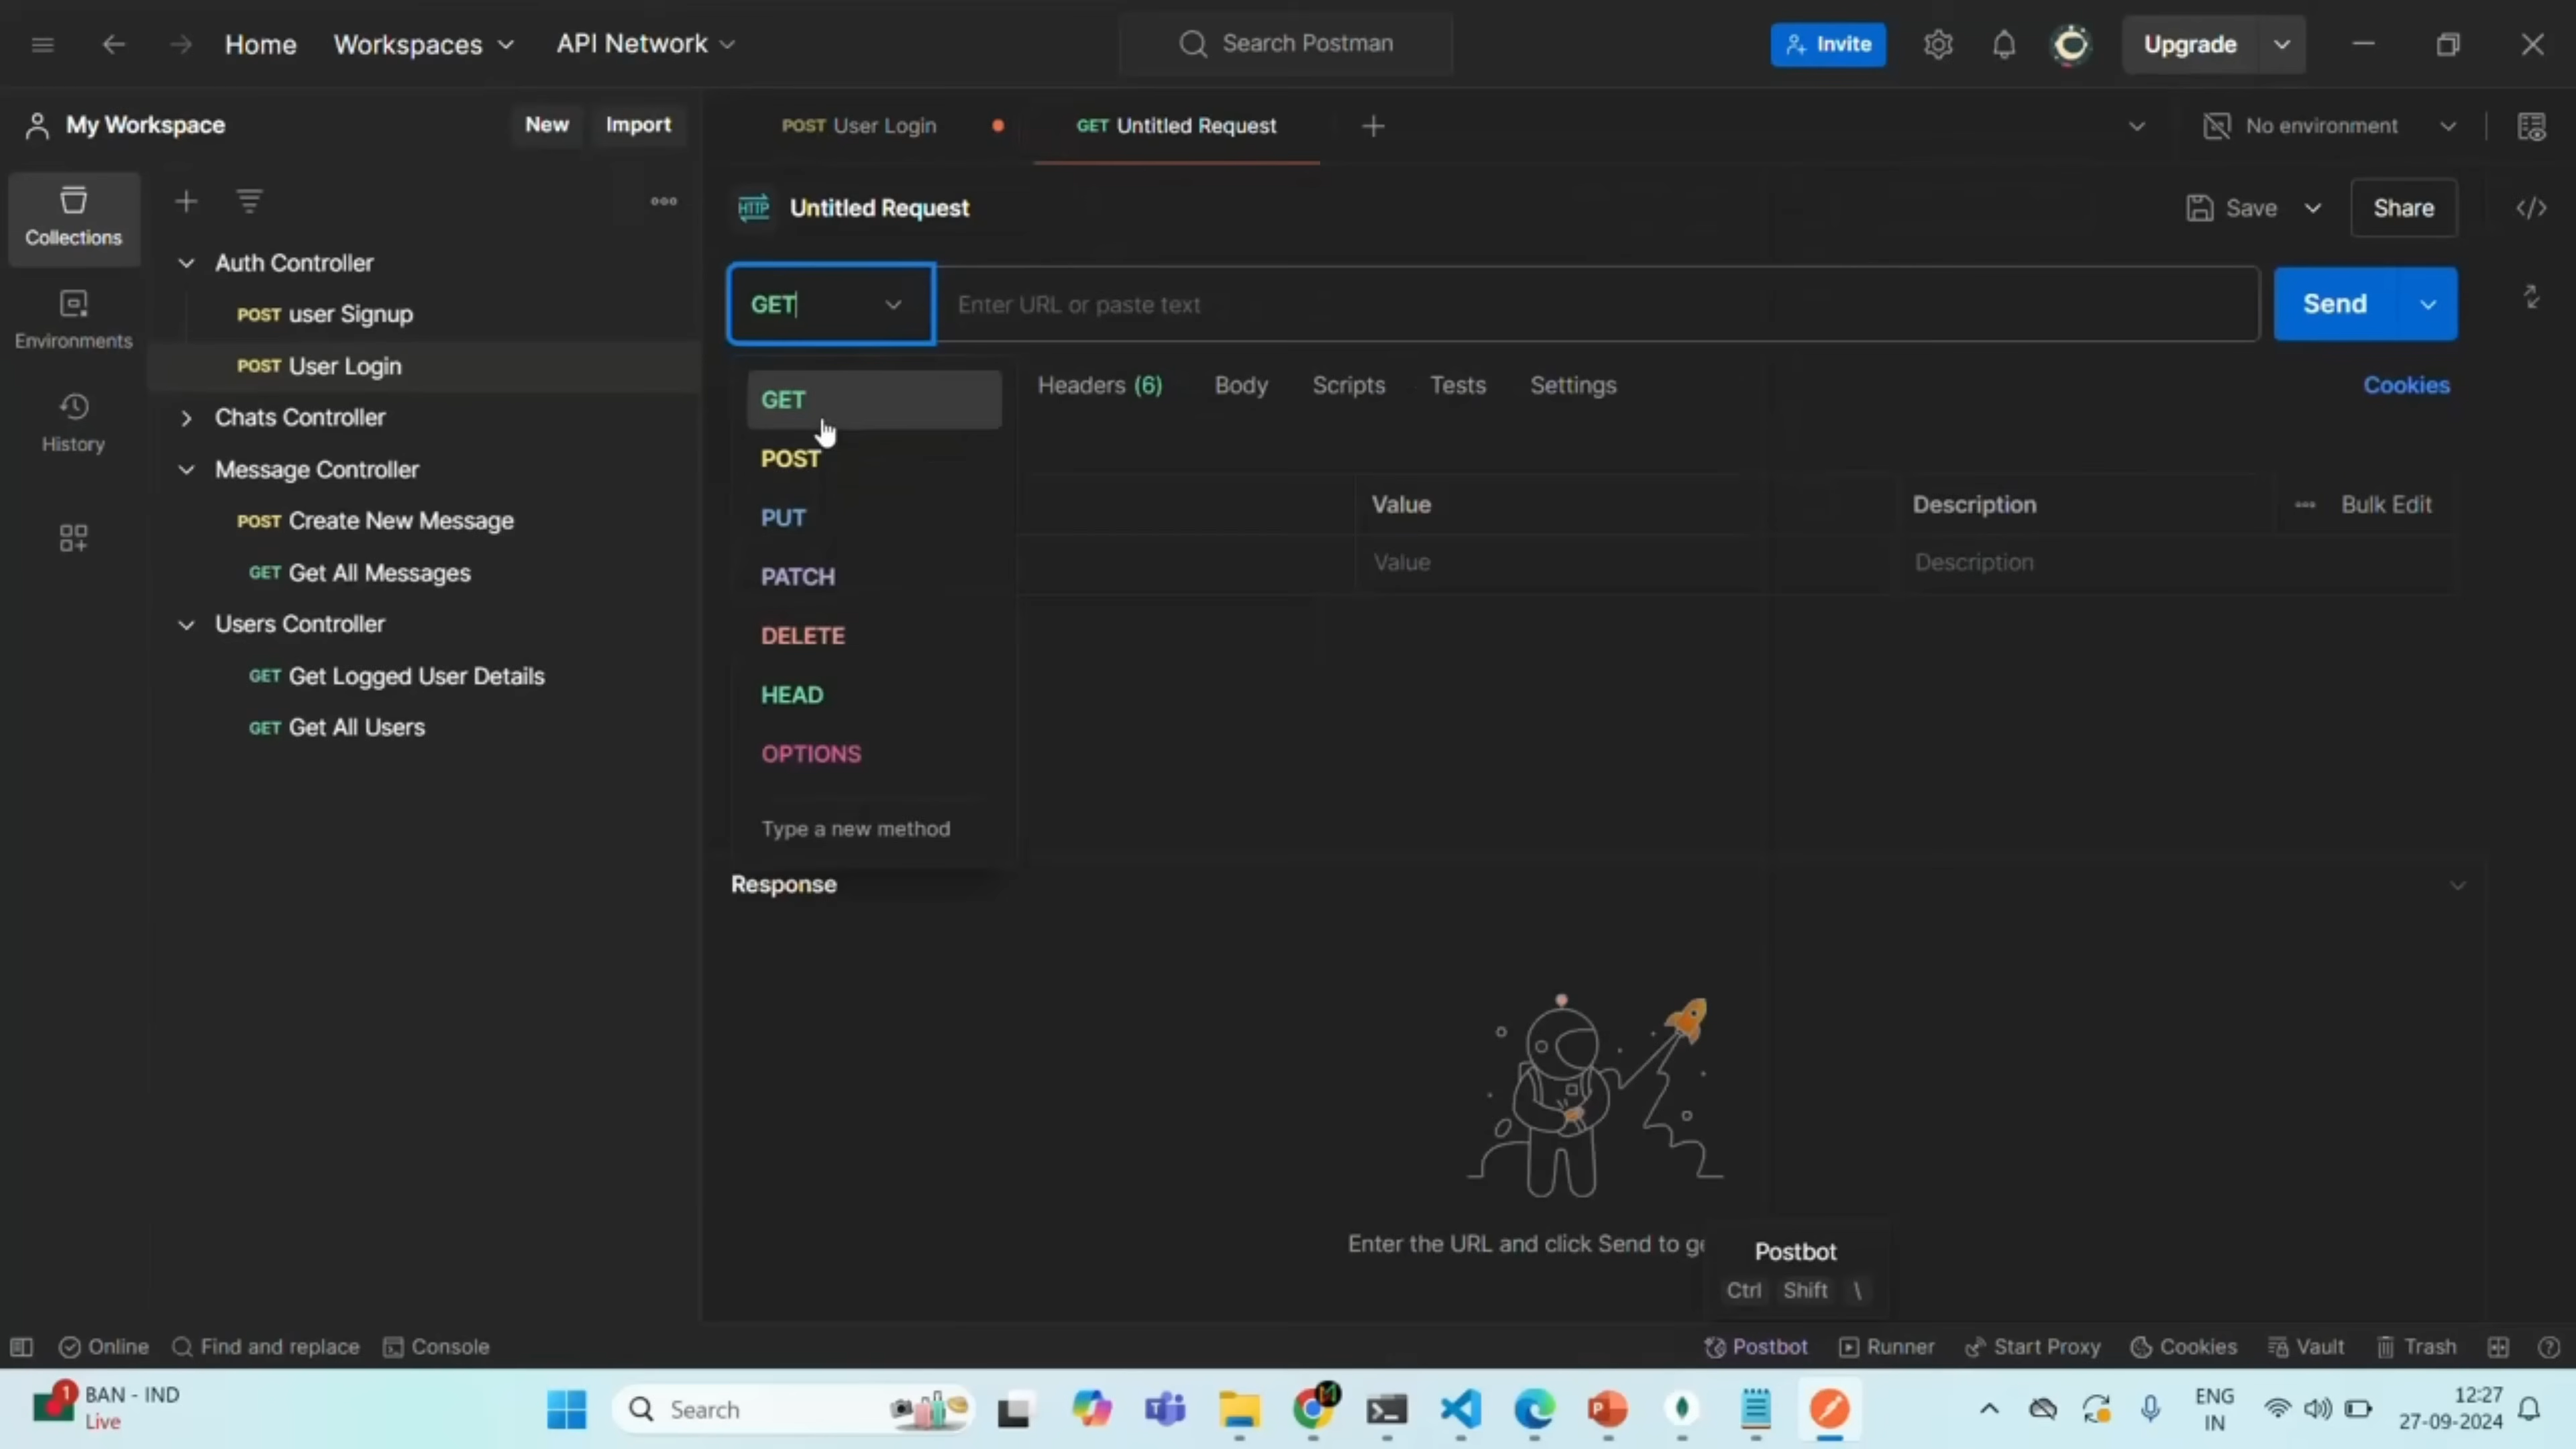 Home Workspaces API Network Search Postman Invite Upgrade
My Workspace New Import POST User Login GET Untitled Request No environment
Collections
Environments
History
Auth Controller
POST user Signup
POST User Login
Chats Controller
Message Controller
POST Create New Message
GET Get All Messages
Users Controller
GET Get Logged User Details
GET Get All Users
HTTP Untitled Request Save Share
GET Enter URL or paste text Send
Headers (6) Body Scripts Tests Settings Cookies
GET
POST
PUT
PATCH
DELETE
HEAD
OPTIONS
Type a new method
Value Description Bulk Edit
Value Description
Response
Enter the URL and click Send to ge
Postbot
Ctrl Shift \
Online Find and replace Console Postbot Runner Start Proxy Cookies Vault Trash
1 BAN - IND
Live
Search
ENG
IN
12:27
27-09-2024